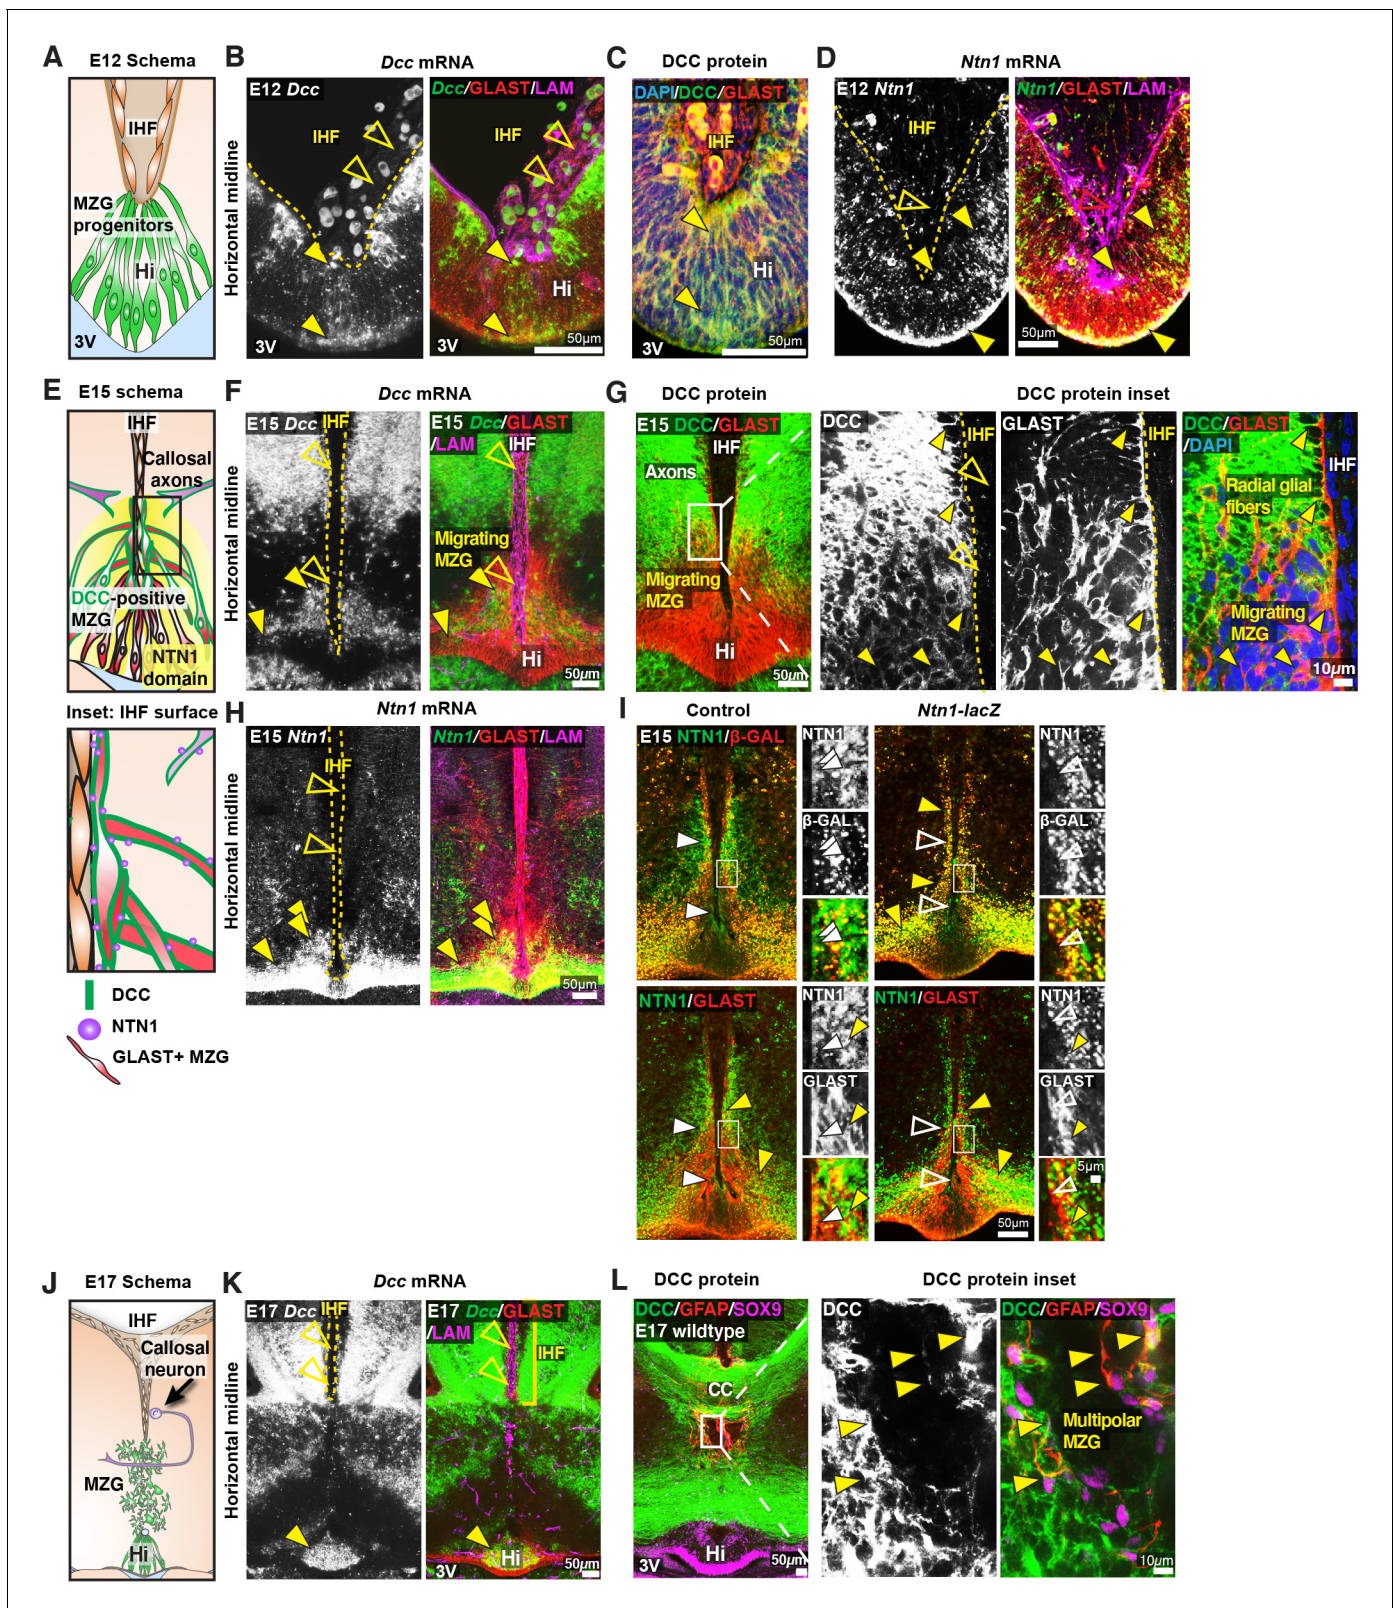 A
E12 Schema
IHF
MZG
progenitors
Hi
3V
B
Dcc mRNA
Horizontal midline
E12 Dcc
IHF
3V
Dcc/GLAST/LAM
IHF
Hi
50µm
C
DCC protein
DAPI/DCC/GLAST
IHF
Hi
3V
50µm
D
Ntn1 mRNA
E12 Ntn1
IHF
Ntn1/GLAST/LAM
50µm
E
E15 schema
IHF
Callosal
axons
DCC-positive
MZG
NTN1
domain
Inset: IHF surface
DCC
NTN1
GLAST+ MZG
F
Dcc mRNA
Horizontal midline
E15 Dcc
IHF
E15 Dcc/GLAST
/LAM
IHF
Migrating
MZG
Hi
50µm
G
DCC protein
E15 DCC/GLAST
IHF
Axons
Migrating
MZG
Hi
50µm
DCC protein inset
DCC
IHF
GLAST
IHF
DCC/GLAST
/DAPI
IHF
Radial glial
fibers
Migrating
MZG
10µm
H
Ntn1 mRNA
Horizontal midline
E15 Ntn1
IHF
Ntn1/GLAST/LAM
50µm
I
Control
E15 NTN1/β-GAL
NTN1
β-GAL
Ntn1-lacZ
NTN1
β-GAL
NTN1/GLAST
NTN1
GLAST
NTN1/GLAST
50µm
NTN1
GLAST
5µm
J
E17 Schema
IHF
Callosal
neuron
MZG
Hi
K
Dcc mRNA
Horizontal midline
E17 Dcc
IHF
E17 Dcc/GLAST
/LAM
IHF
Hi
3V
50µm
L
DCC protein
DCC/GFAP/SOX9
E17 wildtype
CC
Hi
3V
50µm
DCC protein inset
DCC
DCC/GFAP/SOX9
Multipolar
MZG
10µm